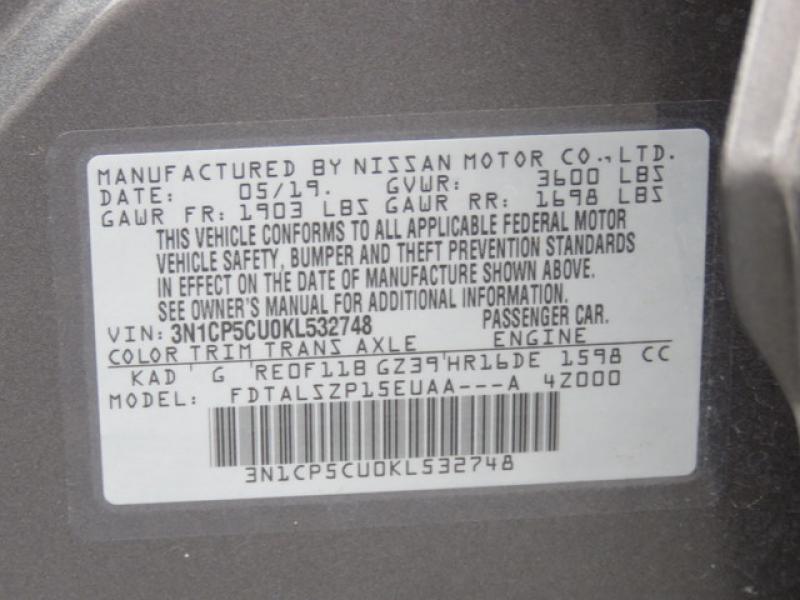 MANUFACTURED BY NISSAN MOTOR CO.,LTD.
DATE: 05/19. GVWR: 3600 LBS
GAWR FR: 1903 LBS GAWR RR: 1698 LBS
THIS VEHICLE CONFORMS TO ALL APPLICABLE FEDERAL MOTOR
VEHICLE SAFETY, BUMPER AND THEFT PREVENTION STANDARDS
IN EFFECT ON THE DATE OF MANUFACTURE SHOWN ABOVE.
SEE OWNER'S MANUAL FOR ADDITIONAL INFORMATION.
VIN: 3N1CP5CU0KL532748 PASSENGER CAR.
COLOR TRIM TRANS AXLE ENGINE
KAD G RE0F11B GZ39 HR16DE 1598 CC
MODEL: FDTALSZP15EUAA---A 4Z000
3N1CP5CU0KL532748